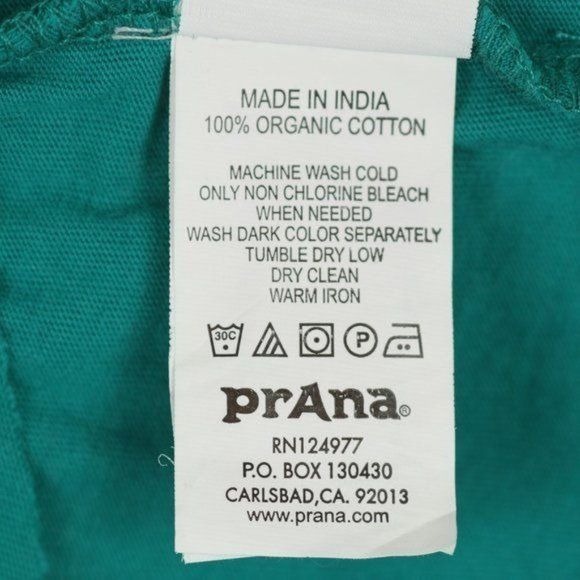 MADE IN INDIA
100% ORGANIC COTTON
MACHINE WASH COLD
ONLY NON CHLORINE BLEACH
WHEN NEEDED
WASH DARK COLOR SEPARATELY
TUMBLE DRY LOW
DRY CLEAN
WARM IRON
30C P
prAna®
RN124977
P.O. BOX 130430
CARLSBAD,CA. 92013
www.prana.com